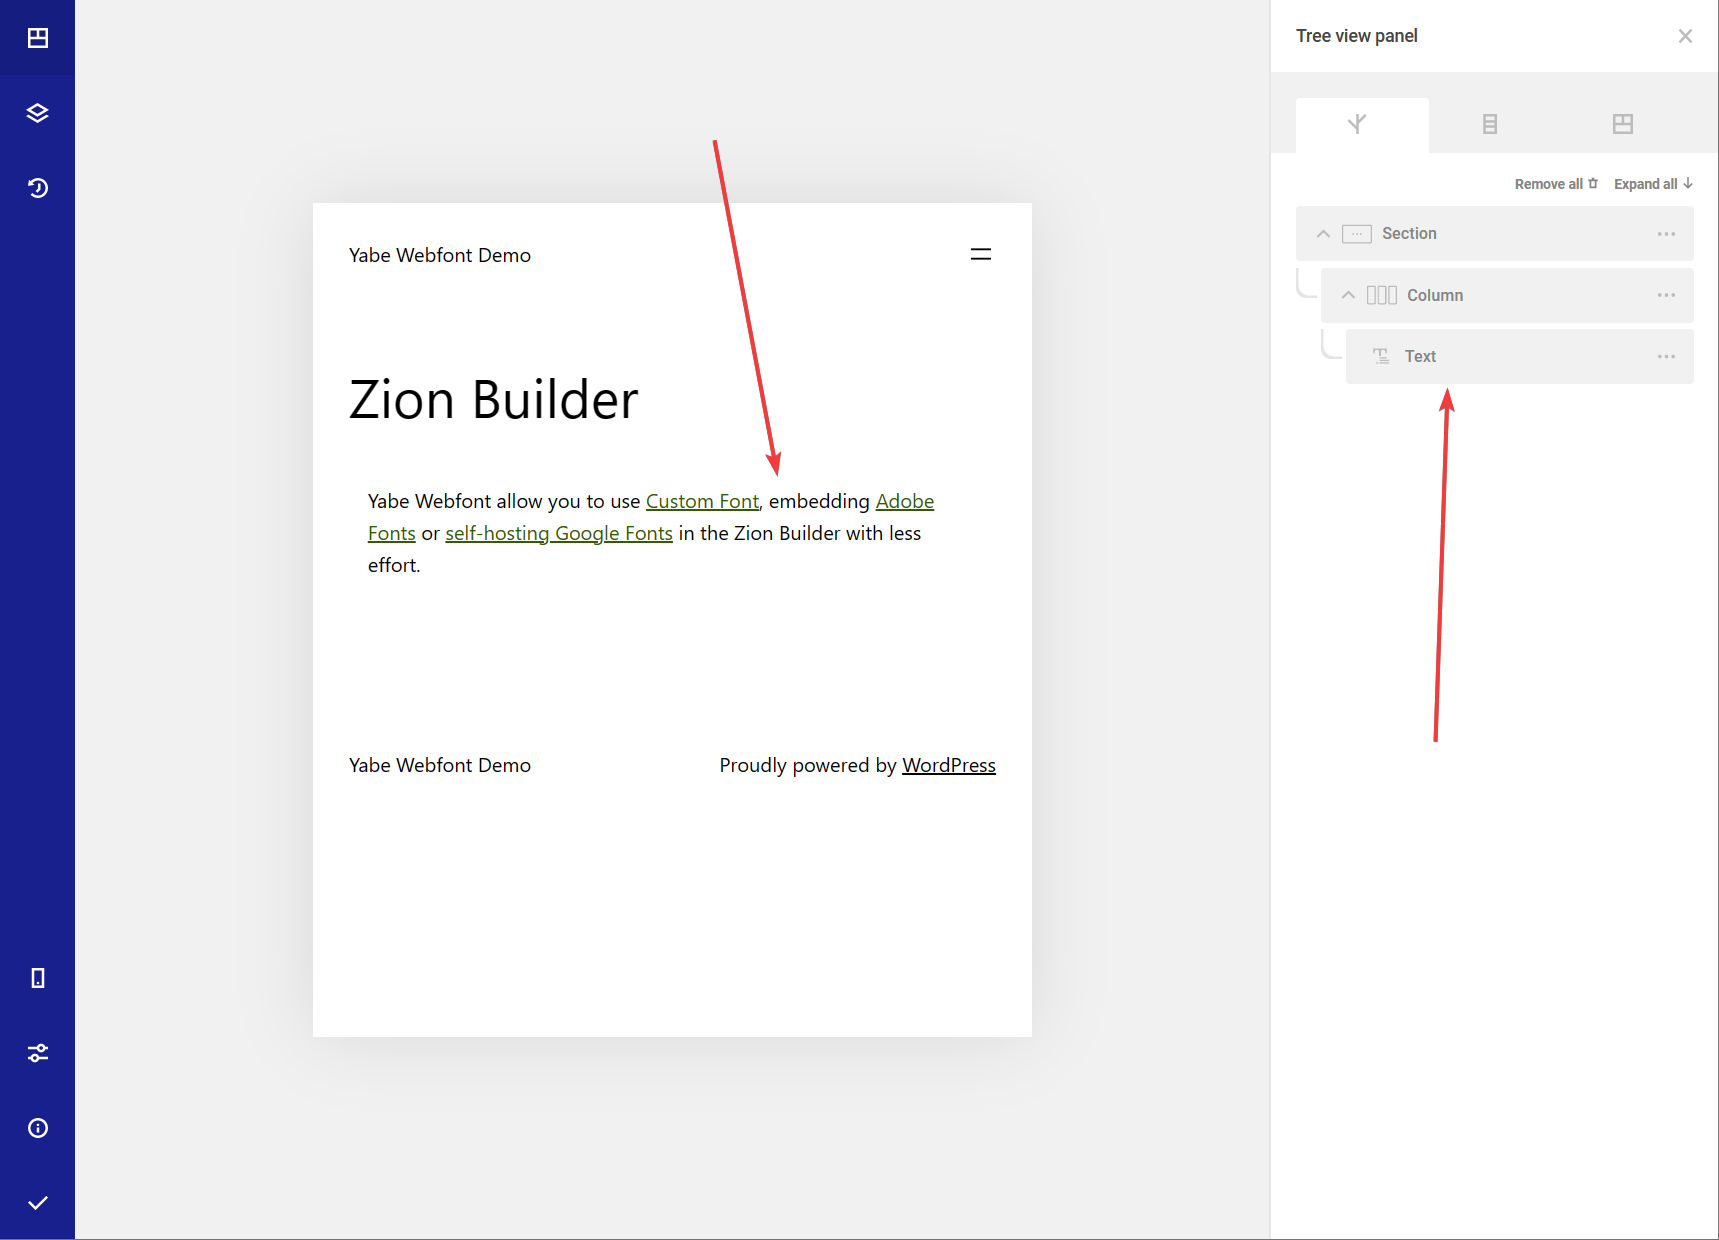 Tree view panel
Remove all
Expand all
Section
Column
Text
Yabe Webfont Demo
Zion Builder
Yabe Webfont allow you to use Custom Font, embedding Adobe
Fonts or self-hosting Google Fonts in the Zion Builder with less
effort.
Yabe Webfont Demo
Proudly powered by WordPress